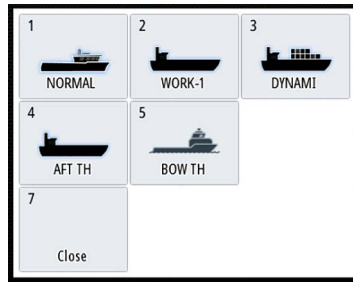 1
2
3
NORMAL
WORK-1
DYNAMI
4
5
AFT TH
BOW TH
7
Close